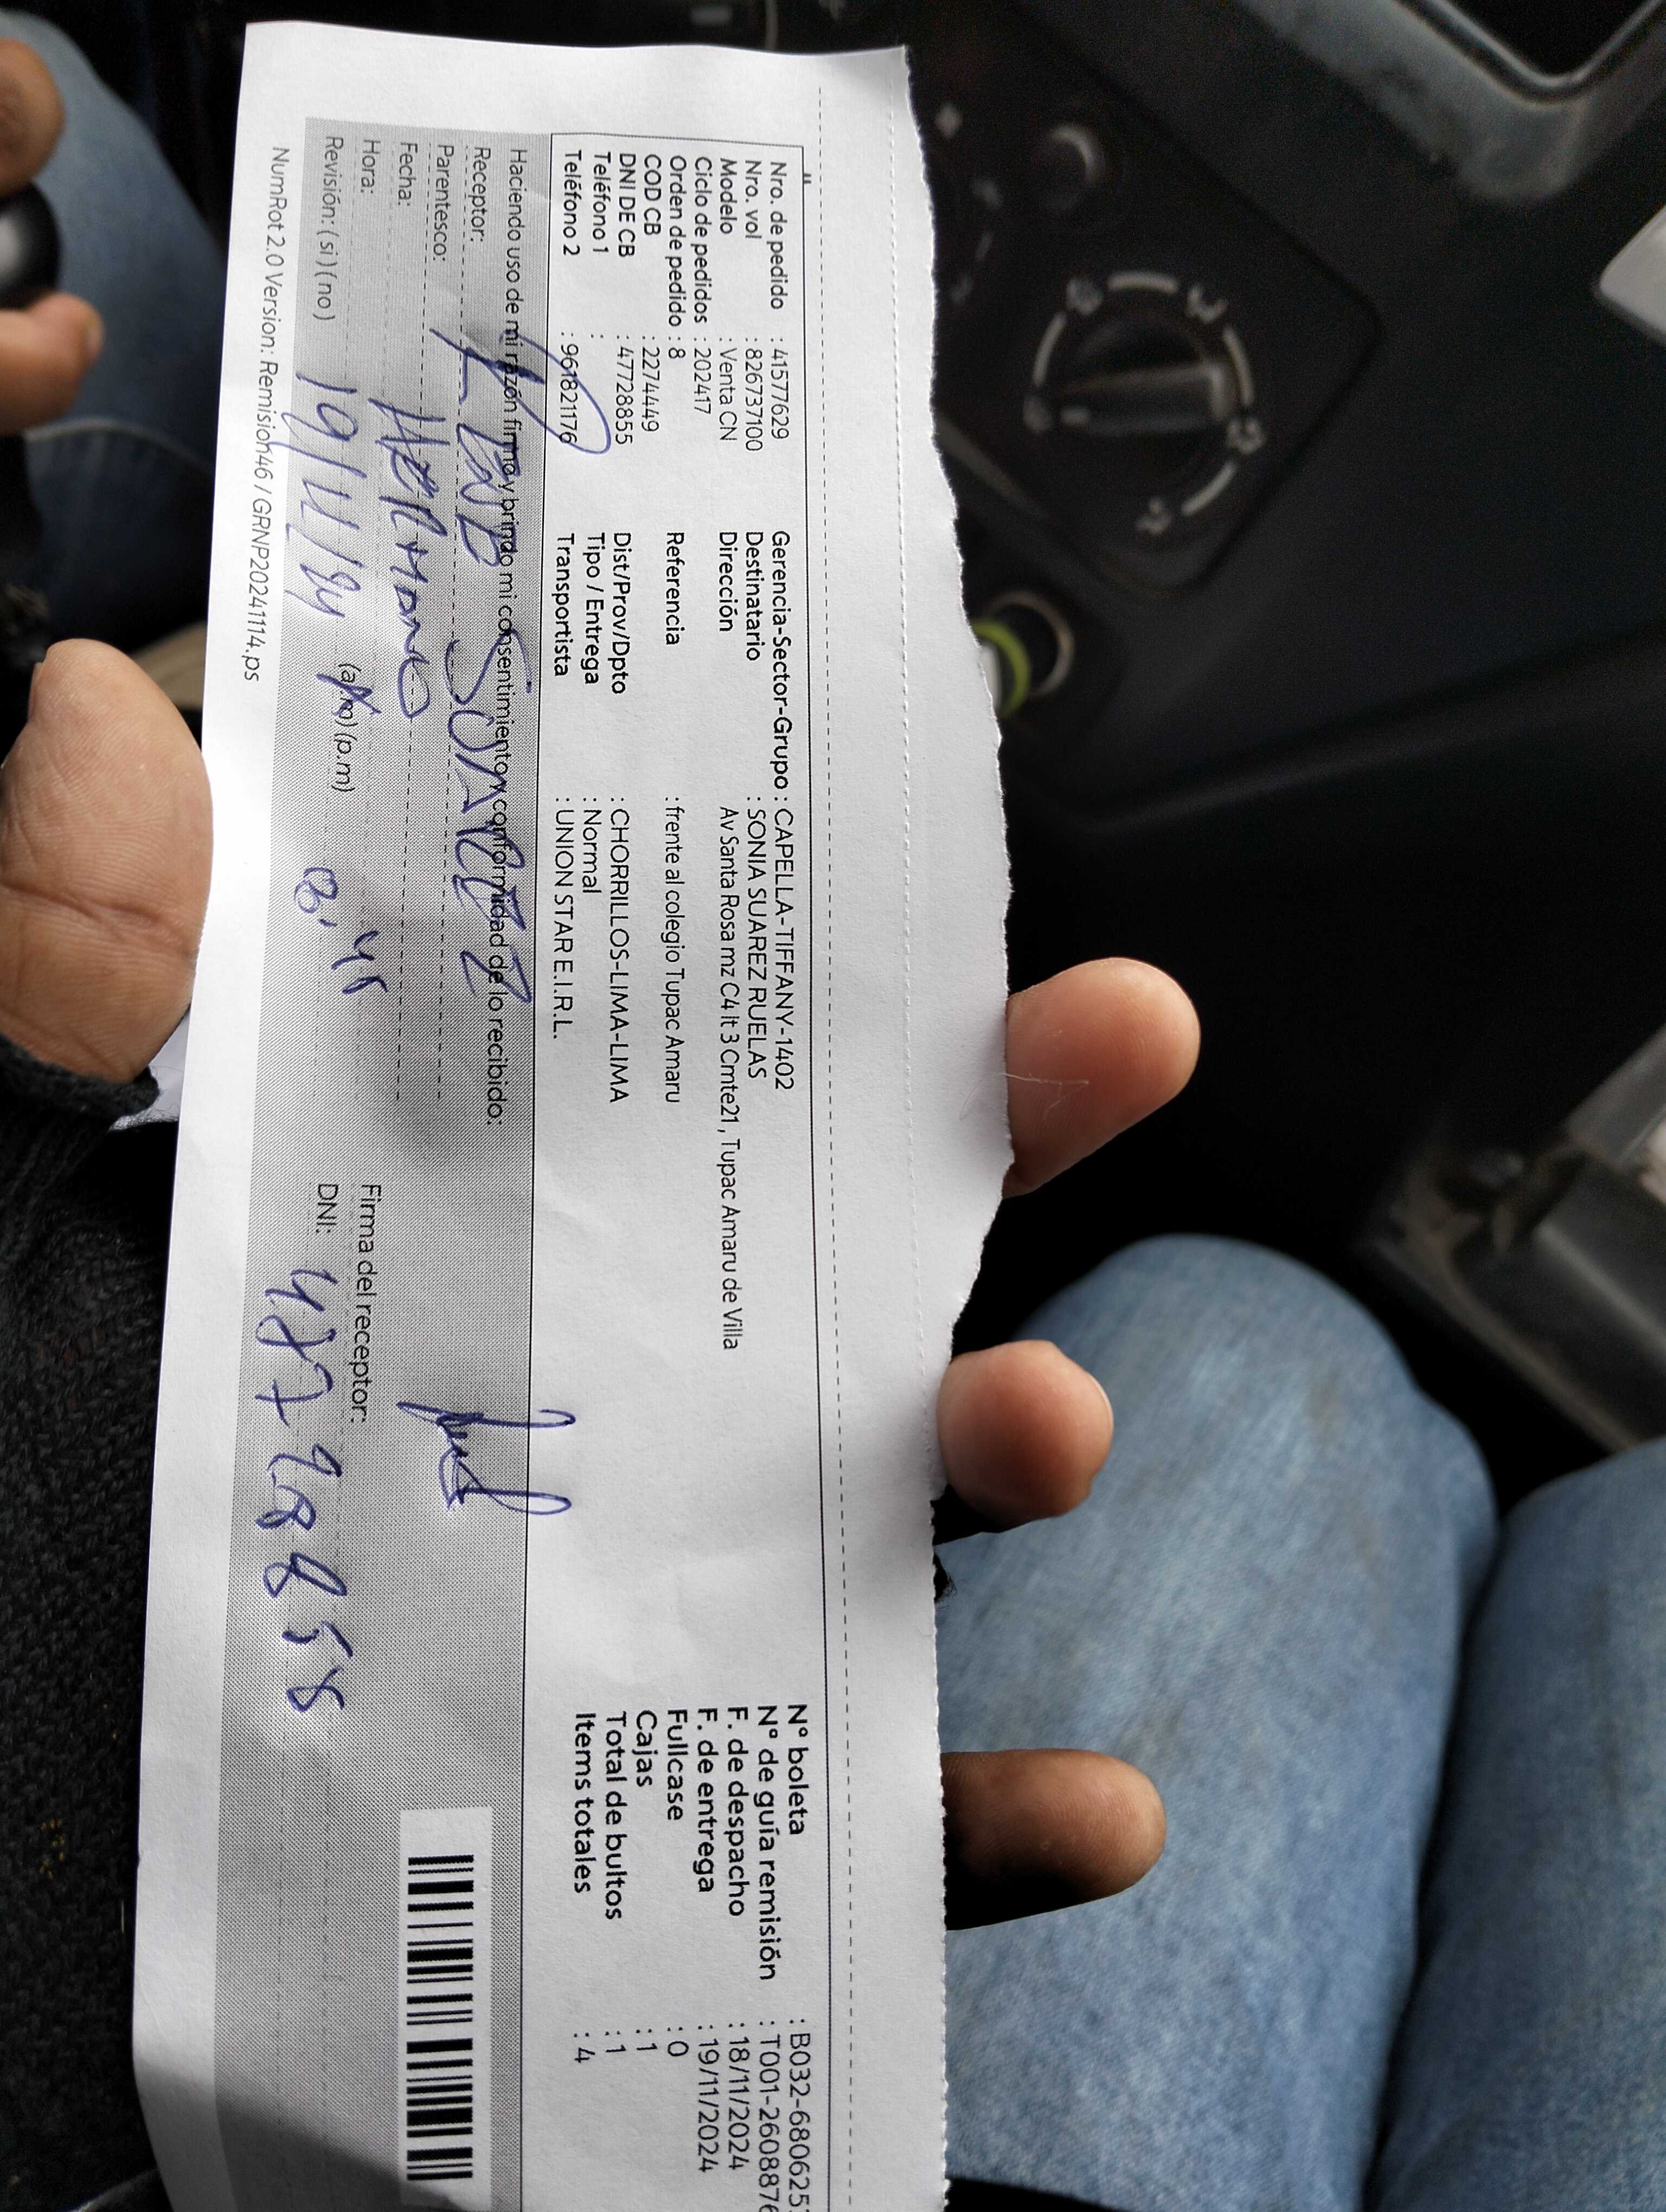 Nro. de pedido : 41577629
Nro. vol : 826737100
Modelo : Venta CN
Ciclo de pedidos : 202417
Orden de pedido : 8
COD CB : 2274449
DNI DE CB : 47728855
Teléfono 1 :
Teléfono 2 : 961821176
Gerencia-Sector-Grupo : CAPELLA-TIFFANY-1402
Destinatario : SONIA SUAREZ RUELAS
Dirección Av Santa Rosa mz C4 lt 3 Cmte21, Tupac Amaru de Villa
Referencia : frente al colegio Tupac Amaru
Dist/Prov/Dpto : CHORRILLOS-LIMA-LIMA
Tipo / Entrega : Normal
Transportista : UNION STAR E.I.R.L.
N° boleta : B032-680625
N° de guía remisión : T001-2608876
F. de despacho : 18/11/2024
F. de entrega : 19/11/2024
Fullcase : 0
Cajas : 1
Total de bultos : 1
Items totales : 4
Haciendo uso de mi razón firmo y brindo mi consentimiento y conformidad de lo recibido:
Receptor: SUAREZ
Parentesco: HERMANO
Fecha: 19/11/24
Hora: (a.m) (p.m)
Revisión: ( si ) ( no )
Firma del receptor:
DNI: 47728855
NumRot 2.0 Version: Remision46 / GRNP20241114.ps